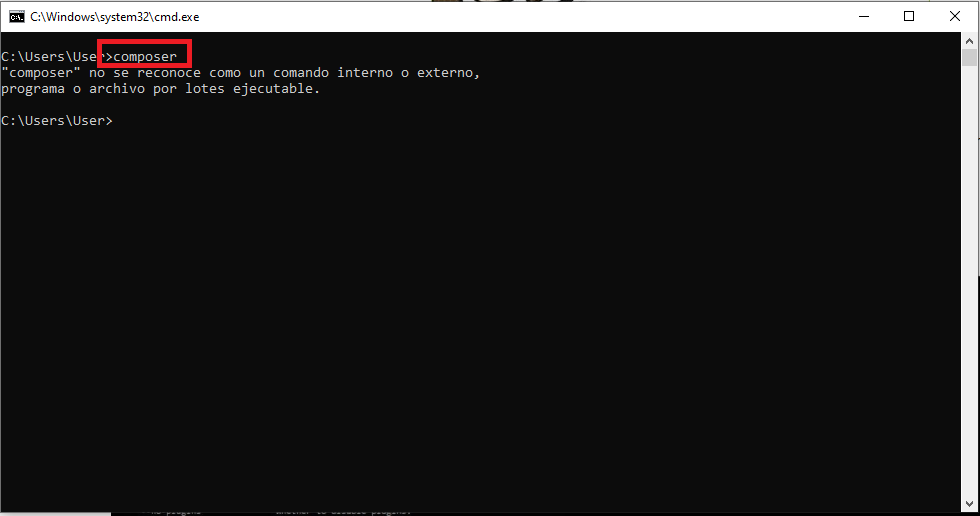 C:\Windows\system32\cmd.exe
C:\Users\User>composer
"composer" no se reconoce como un comando interno o externo,
programa o archivo por lotes ejecutable.
C:\Users\User>